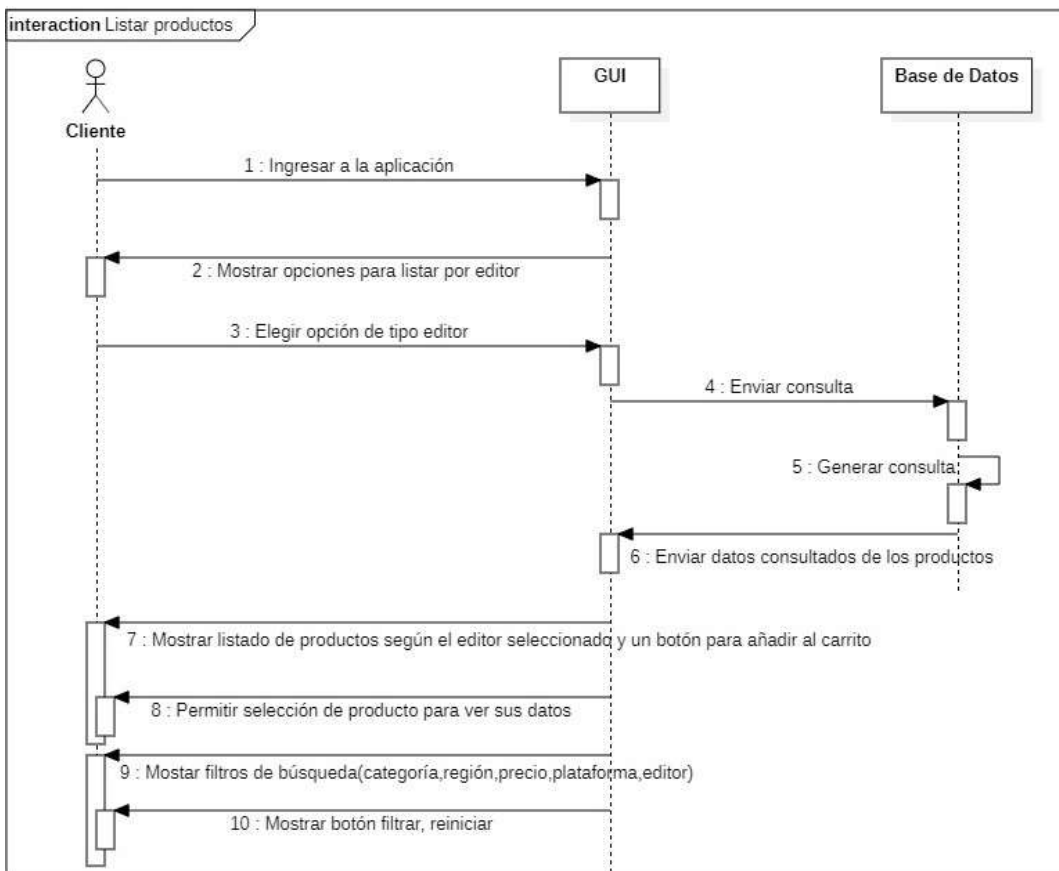 interaction Listar productos
Cliente
GUI
Base de Datos
1 : Ingresar a la aplicación
2 : Mostrar opciones para listar por editor
3 : Elegir opción de tipo editor
4 : Enviar consulta
5 : Generar consulta
6 : Enviar datos consultados de los productos
7 : Mostrar listado de productos según el editor seleccionado y un botón para añadir al carrito
8 : Permitir selección de producto para ver sus datos
9 : Mostar filtros de búsqueda(categoría,región,precio,plataforma,editor)
10 : Mostrar botón filtrar, reiniciar